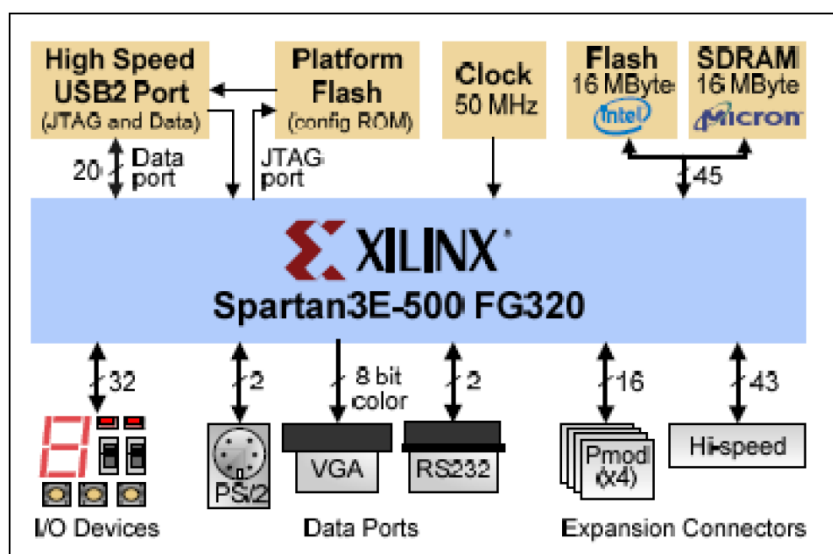 High Speed
USB2 Port
(JTAG and Data)
Platform
Flash
(config ROM)
Clock
50 MHz
Flash
16 MByte
intel
SDRAM
16 MByte
Micron
20
Data
port
JTAG
port
45
XILINX®
Spartan3E-500 FG320
32
2
8 bit
color
2
16
43
PS/2
VGA
RS232
Pmod
(x4)
Hi-speed
I/O Devices
Data Ports
Expansion Connectors